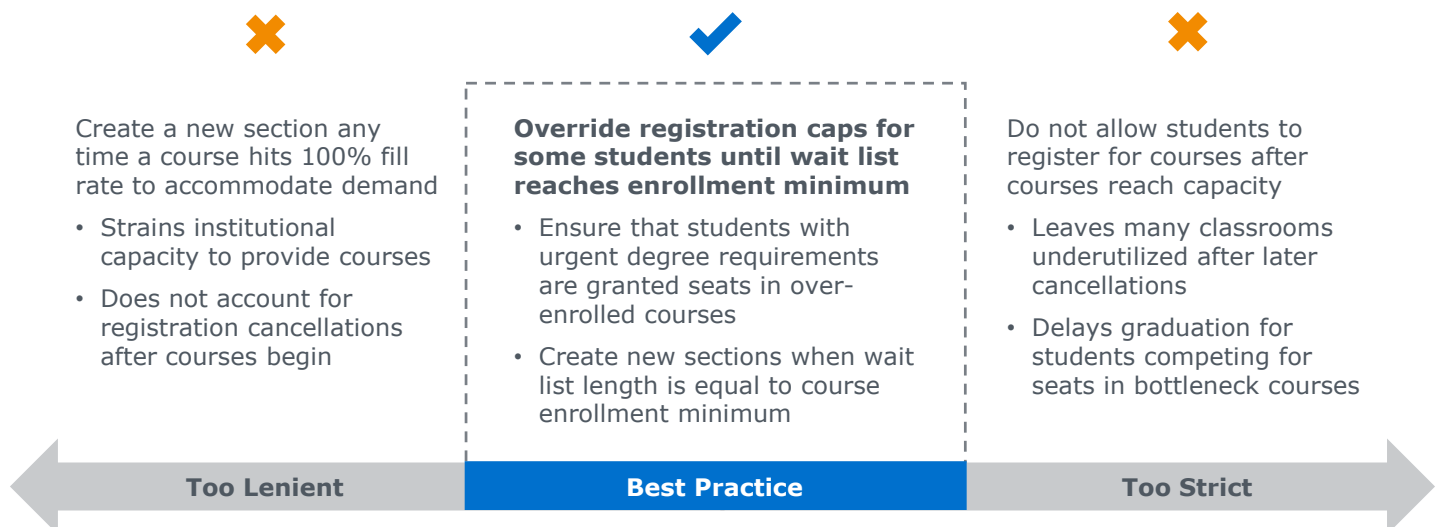 Create a new section any
time a course hits 100% fill
rate to accommodate demand
• Strains institutional
capacity to provide courses
• Does not account for
registration cancellations
after courses begin
Override registration caps for
some students until wait list
reaches enrollment minimum
• Ensure that students with
urgent degree requirements
are granted seats in over-
enrolled courses
• Create new sections when wait
list length is equal to course
enrollment minimum
Do not allow students to
register for courses after
courses reach capacity
• Leaves many classrooms
underutilized after later
cancellations
• Delays graduation for
students competing for
seats in bottleneck courses
Too Lenient
Best Practice
Too Strict